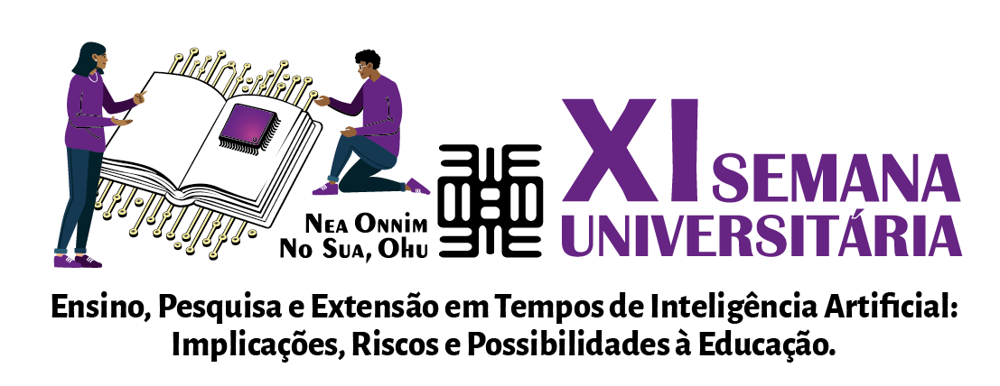 Nea Onnim
No Sua, Ohu
XI SEMANA
UNIVERSITÁRIA
Ensino, Pesquisa e Extensão em Tempos de Inteligência Artificial:
Implicações, Riscos e Possibilidades à Educação.